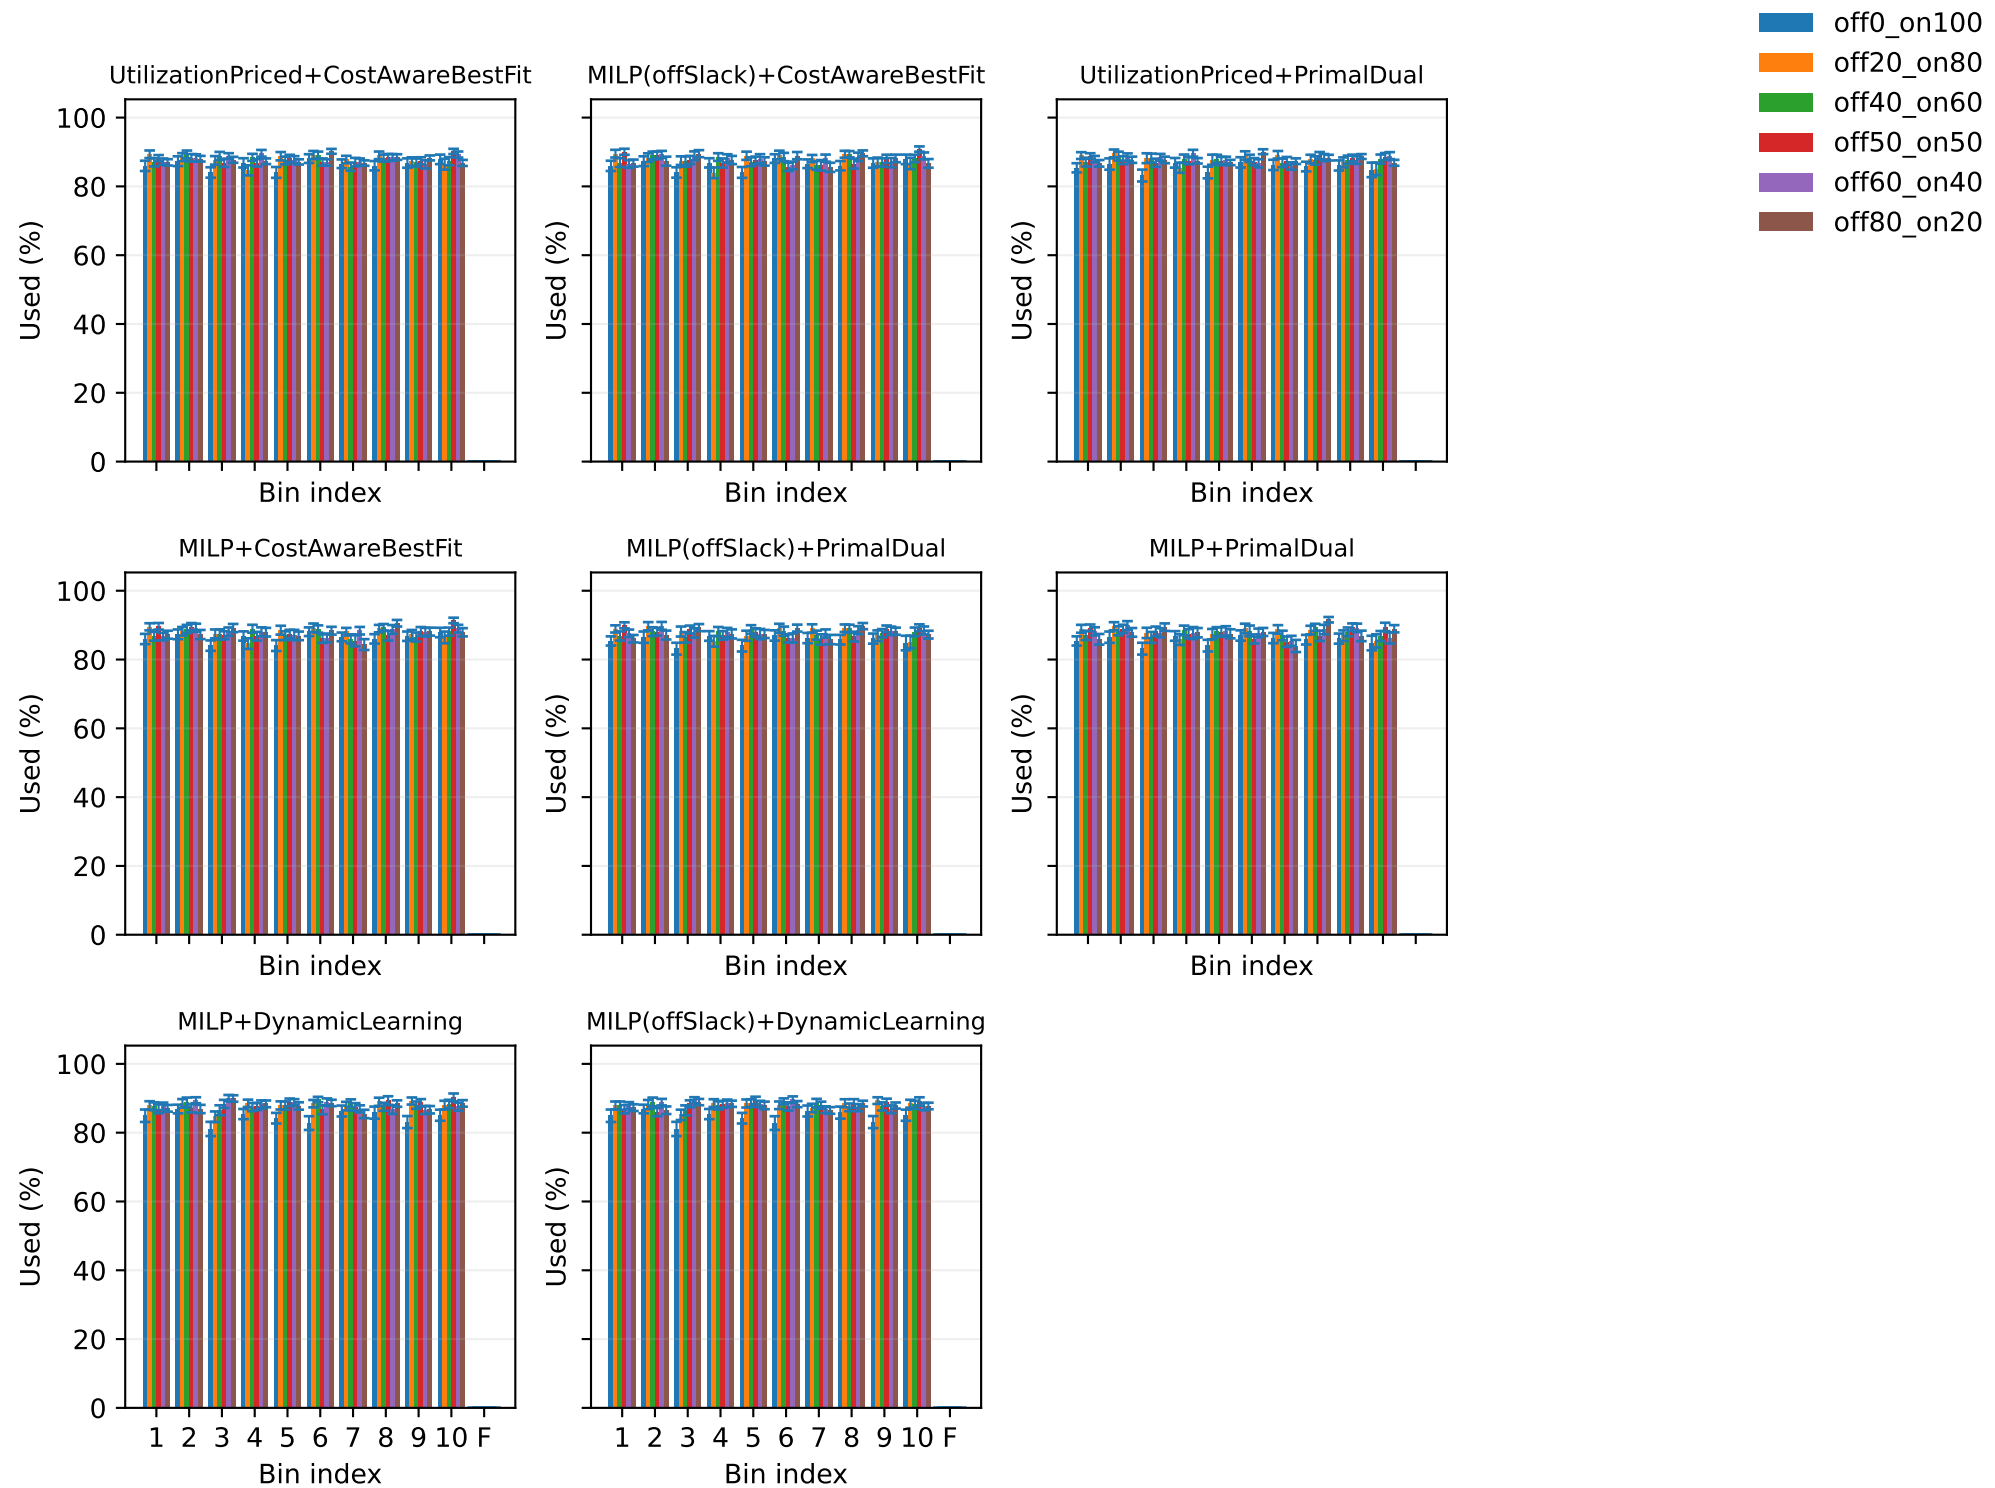 off0_on100
off20_on80
off40_on60
off50_on50
off60_on40
off80_on20
UtilizationPriced+CostAwareBestFit
MILP(offSlack)+CostAwareBestFit
UtilizationPriced+PrimalDual
100
80
60
40
20
0
Used (%)
Used (%)
Used (%)
Bin index
Bin index
Bin index
MILP+CostAwareBestFit
MILP(offSlack)+PrimalDual
MILP+PrimalDual
100
80
60
40
20
0
Used (%)
Used (%)
Used (%)
Bin index
Bin index
Bin index
MILP+DynamicLearning
MILP(offSlack)+DynamicLearning
100
80
60
40
20
0
Used (%)
Used (%)
1 2 3 4 5 6 7 8 9 10 F
1 2 3 4 5 6 7 8 9 10 F
Bin index
Bin index